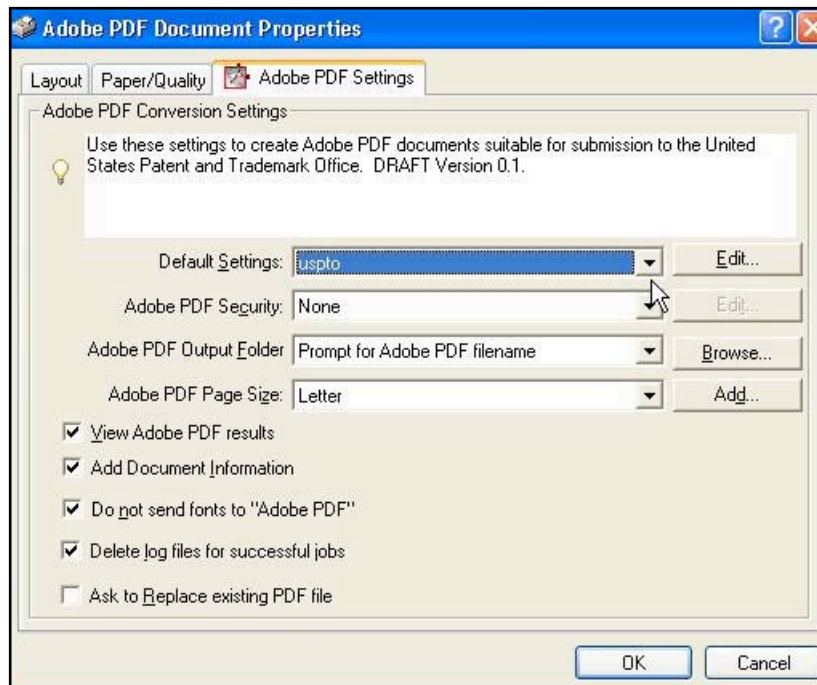 Adobe PDF Document Properties
Layout Paper/Quality Adobe PDF Settings
Adobe PDF Conversion Settings
Use these settings to create Adobe PDF documents suitable for submission to the United
States Patent and Trademark Office. DRAFT Version 0.1.
Default Settings: uspto Edit...
Adobe PDF Security: None Edit...
Adobe PDF Output Folder Prompt for Adobe PDF filename Browse...
Adobe PDF Page Size: Letter Add...
View Adobe PDF results
Add Document Information
Do not send fonts to "Adobe PDF"
Delete log files for successful jobs
Ask to Replace existing PDF file
OK Cancel